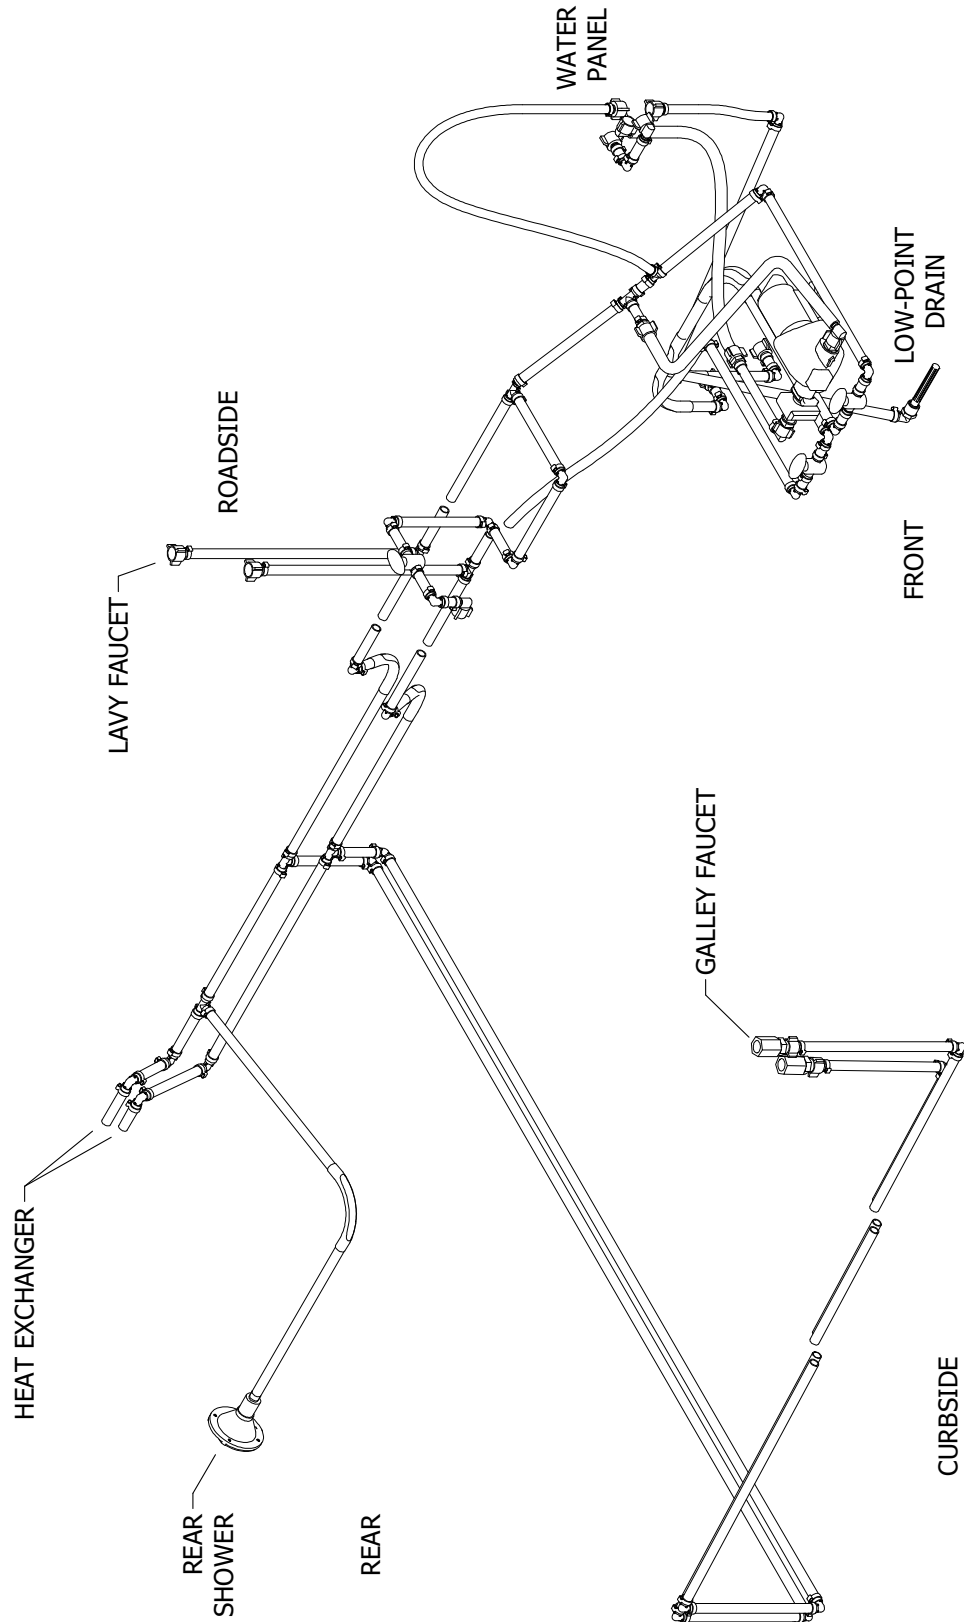 WATER
PANEL
LOW-POINT
DRAIN
ROADSIDE
FRONT
LAVY FAUCET
GALLEY FAUCET
HEAT EXCHANGER
CURBSIDE
REAR
SHOWER
REAR